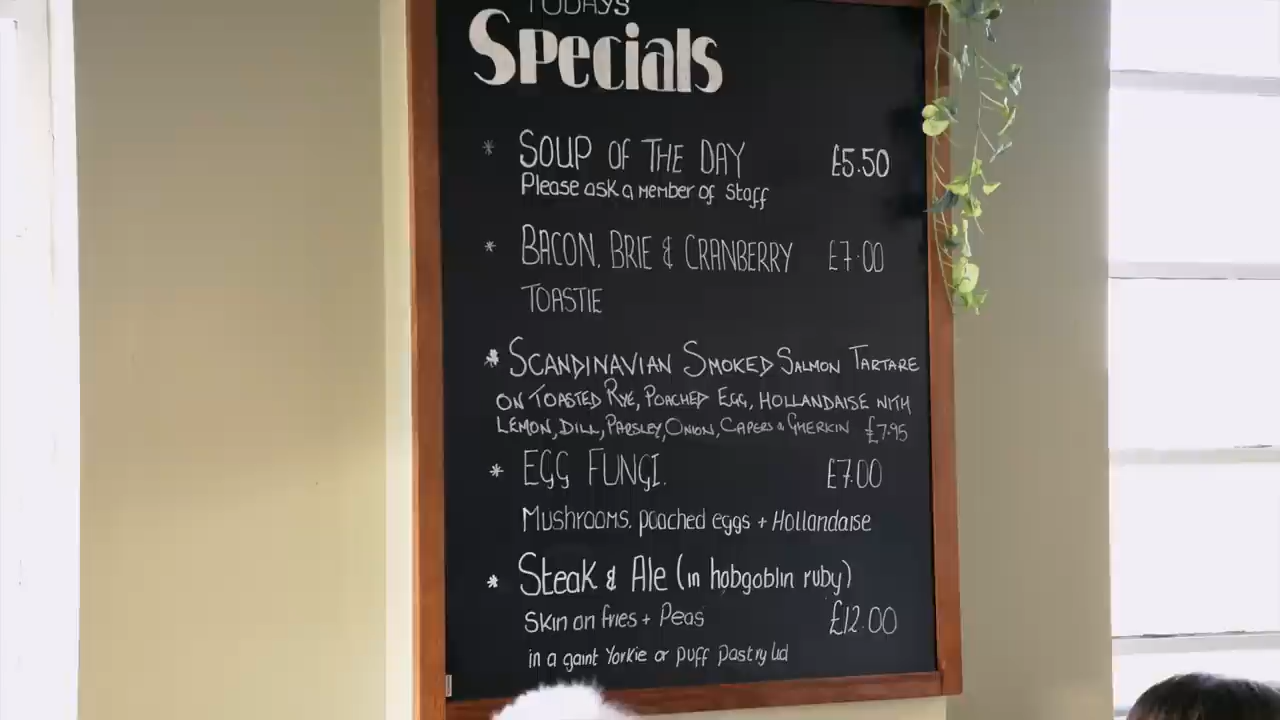 TODAYS
Specials
* SOUP OF THE DAY £5.50
Please ask a member of Staff
* BACON, BRIE & CRANBERRY £7.00
TOASTIE
* SCANDINAVIAN SMOKED SALMON TARTARE
ON TOASTED RYE, POACHED EGG, HOLLANDAISE WITH
LEMON, DILL, PARSLEY, ONION, CAPERS & GHERKIN £7.95
* EGG FUNGI. £7.00
Mushrooms, poached eggs + Hollandaise
* Steak & Ale (in hobgoblin ruby)
Skin on fries + Peas £12.00
in a gaint Yorkie or puff Pastry lid